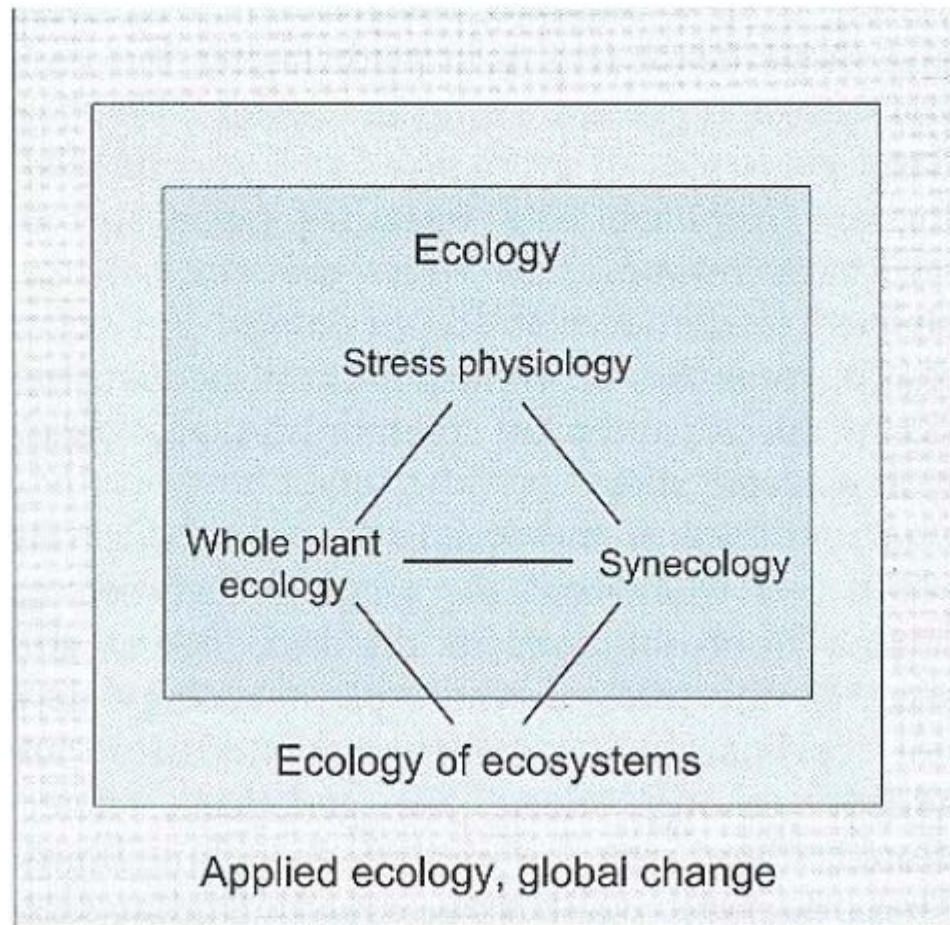 Ecology
Stress physiology
Whole plant
ecology
Synecology
Ecology of ecosystems
Applied ecology, global change